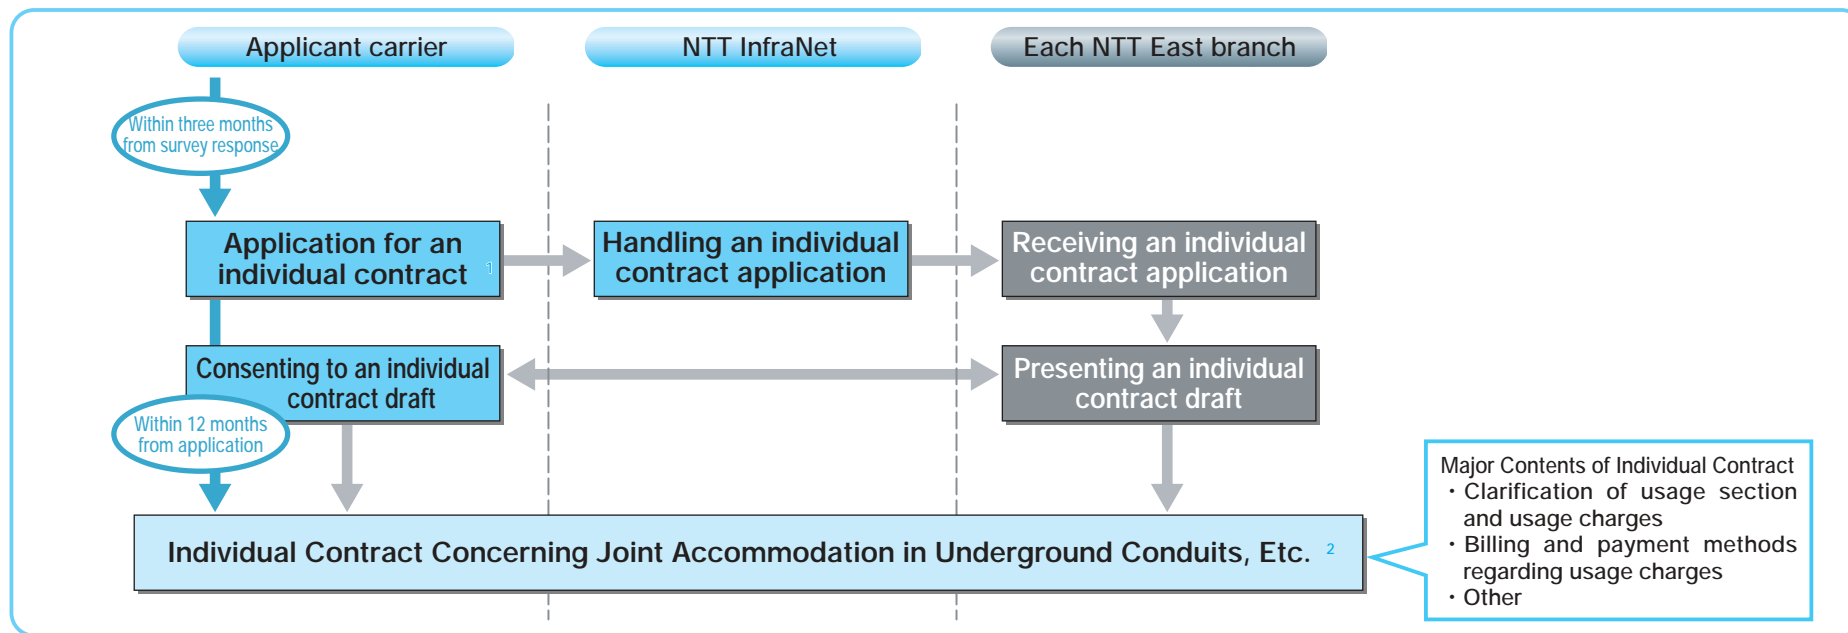 Applicant carrier
NTT InfraNet
Each NTT East branch
Within three months
from survey response
Application for an
individual contract 1
Handling an individual
contract application
Receiving an individual
contract application
Consenting to an individual
contract draft
Presenting an individual
contract draft
Within 12 months
from application
Individual Contract Concerning Joint Accommodation in Underground Conduits, Etc. 2
Major Contents of Individual Contract
・Clarification of usage section
and usage charges
・Billing and payment methods
regarding usage charges
・Other